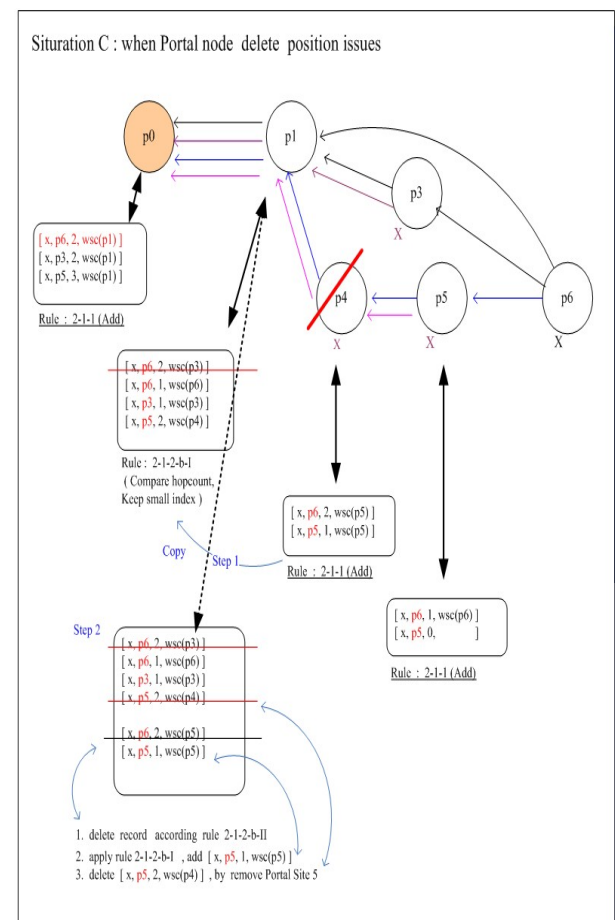 Situration C : when Portal node delete position issues
p0
p1
p3
X
p4
X
p5
X
p6
X
[ x, p6, 2, wsc(p1) ]
[ x, p3, 2, wsc(p1) ]
[ x, p5, 3, wsc(p1) ]
Rule : 2-1-1 (Add)
[ x, p6, 2, wsc(p3) ]
[ x, p6, 1, wsc(p6) ]
[ x, p3, 1, wsc(p3) ]
[ x, p5, 2, wsc(p4) ]
Rule : 2-1-2-b-I
( Compare hopcount,
Keep small index )
[ x, p6, 2, wsc(p5) ]
[ x, p5, 1, wsc(p5) ]
Rule : 2-1-1 (Add)
Copy
Step 1
[ x, p6, 1, wsc(p6) ]
[ x, p5, 0, ]
Rule : 2-1-1 (Add)
Step 2
[ x, p6, 2, wsc(p3) ]
[ x, p6, 1, wsc(p6) ]
[ x, p3, 1, wsc(p3) ]
[ x, p5, 2, wsc(p4) ]
[ x, p6, 2, wsc(p5) ]
[ x, p5, 1, wsc(p5) ]
1. delete record according rule 2-1-2-b-II
2. apply rule 2-1-2-b-I , add [ x, p5, 1, wsc(p5) ]
3. delete [ x, p5, 2, wsc(p4) ] , by remove Portal Site 5